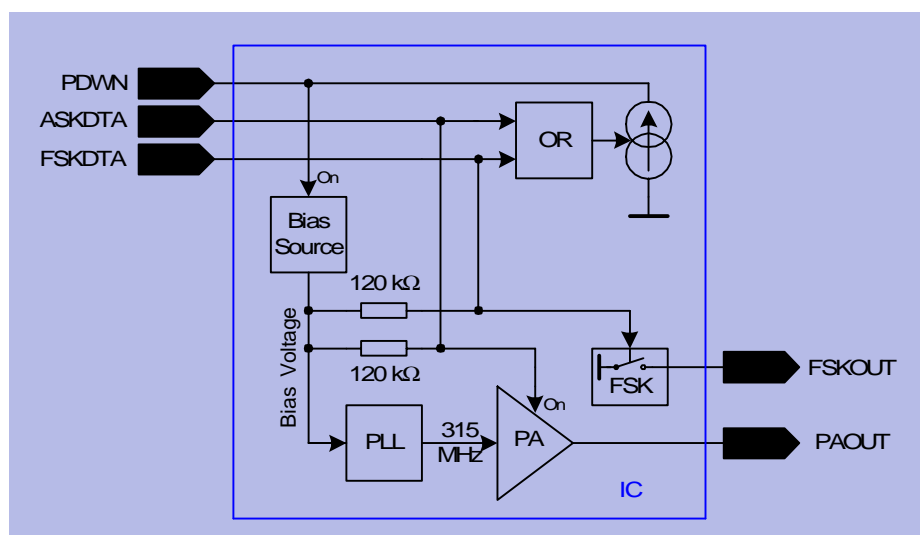 PDWN
ASKDTA
FSKDTA
OR
On
Bias
Source
120 kΩ
Bias Voltage
120 kΩ
FSK
FSKOUT
On
PLL
315
MHz
PA
PAOUT
IC